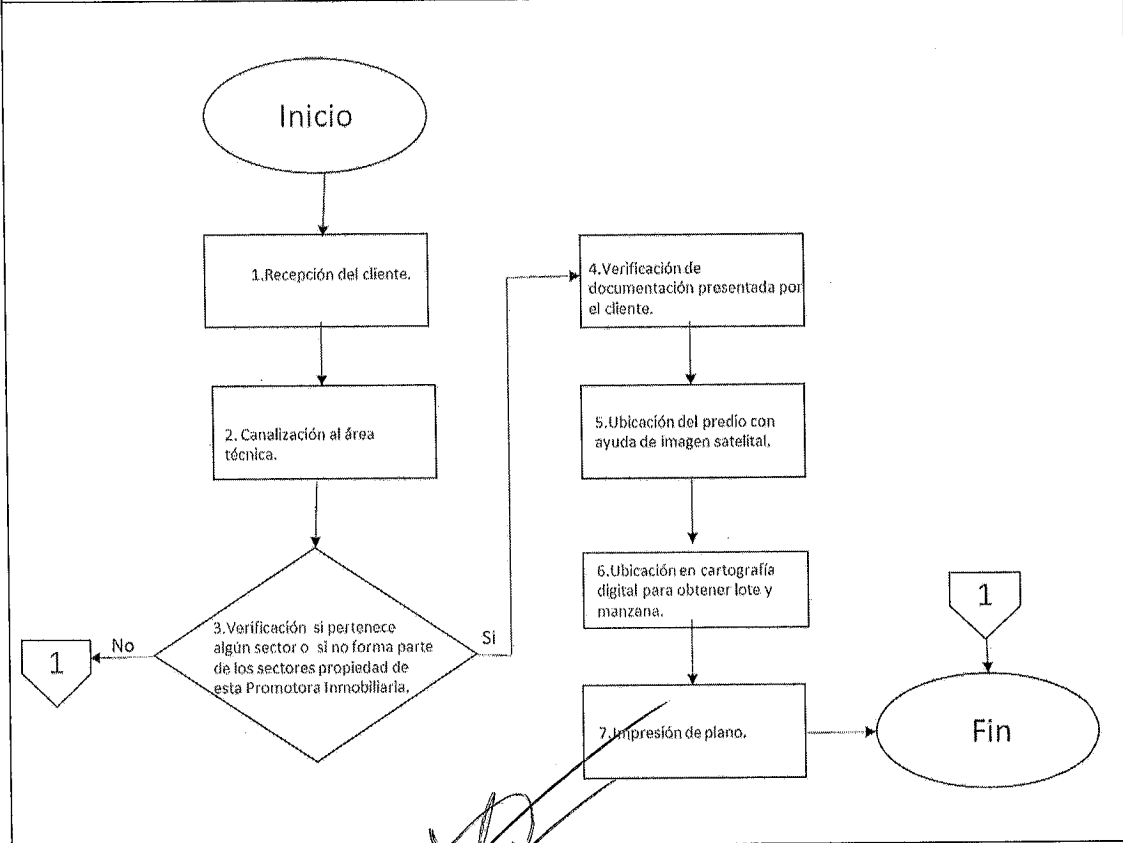 Inicio
1.Recepción del cliente.
2. Canalización al área
técnica.
3.Verificación si pertenece
algún sector o si no forma parte
de los sectores propiedad de
esta Promotora Inmobiliaria.
No
1
Si
4.Verificación de
documentación presentada por
el cliente.
5.Ubicación del predio con
ayuda de imagen satelital.
6.Ubicación en cartografía
digital para obtener lote y
manzana.
7.Impresión de plano.
1
Fin